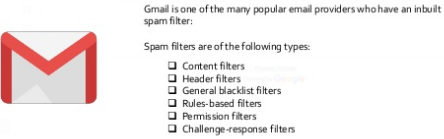 Gmail is one of the many popular email providers who have an inbuilt
spam filter:
Spam filters are of the following types:
❑ Content filters
❑ Header filters
❑ General blacklist filters
❑ Rules-based filters
❑ Permission filters
❑ Challenge-response filters